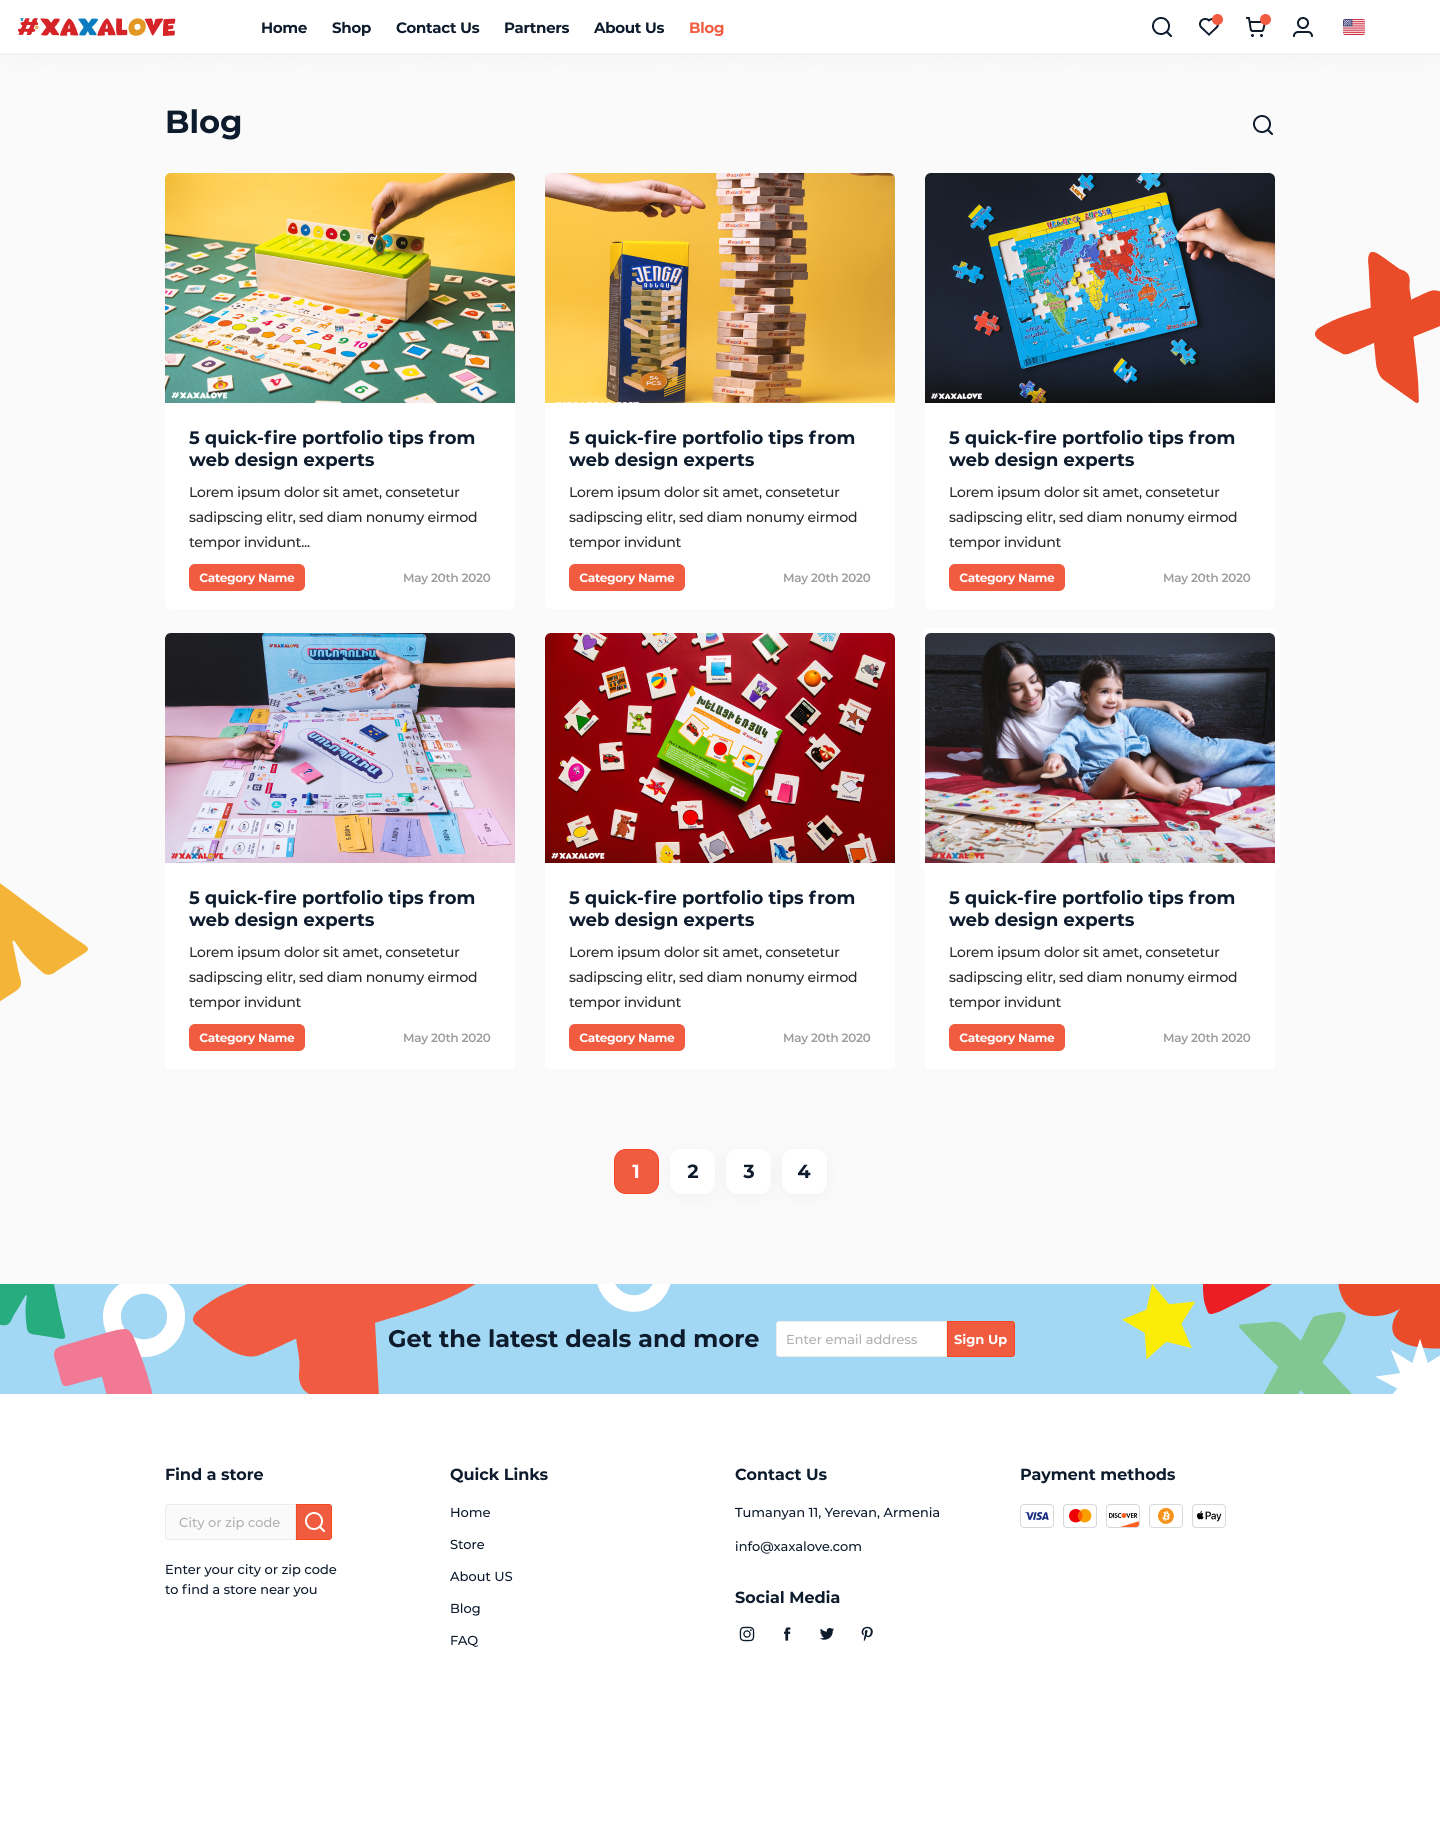 #XAXALOVE
Home Shop Contact Us Partners About Us Blog
Blog
#XAXALOVE
JENGA
ՋԵՆԳԱ
54
PCS
#XAXALOVE
5 quick-fire portfolio tips from
web design experts
Lorem ipsum dolor sit amet, consetetur
sadipscing elitr, sed diam nonumy eirmod
tempor invidunt...
Category Name
May 20th 2020
5 quick-fire portfolio tips from
web design experts
Lorem ipsum dolor sit amet, consetetur
sadipscing elitr, sed diam nonumy eirmod
tempor invidunt
Category Name
May 20th 2020
5 quick-fire portfolio tips from
web design experts
Lorem ipsum dolor sit amet, consetetur
sadipscing elitr, sed diam nonumy eirmod
tempor invidunt
Category Name
May 20th 2020
#XAXALOVE
ՄՈՆՈՊՈԼԻԱ
#XAXALOVE
ՄՈՆՈՊՈԼԻԱ
#XAXALOVE
ԽԵԼԱՑԻ ԵՌՅԱԿ
#XAXALOVE
#XAXALOVE
5 quick-fire portfolio tips from
web design experts
Lorem ipsum dolor sit amet, consetetur
sadipscing elitr, sed diam nonumy eirmod
tempor invidunt
Category Name
May 20th 2020
5 quick-fire portfolio tips from
web design experts
Lorem ipsum dolor sit amet, consetetur
sadipscing elitr, sed diam nonumy eirmod
tempor invidunt
Category Name
May 20th 2020
5 quick-fire portfolio tips from
web design experts
Lorem ipsum dolor sit amet, consetetur
sadipscing elitr, sed diam nonumy eirmod
tempor invidunt
Category Name
May 20th 2020
1 2 3 4
Get the latest deals and more
Enter email address
Sign Up
Find a store
City or zip code
Enter your city or zip code
to find a store near you
Quick Links
Home
Store
About US
Blog
FAQ
Contact Us
Tumanyan 11, Yerevan, Armenia
info@xaxalove.com
Social Media
Payment methods
VISA
DISCOVER
Pay